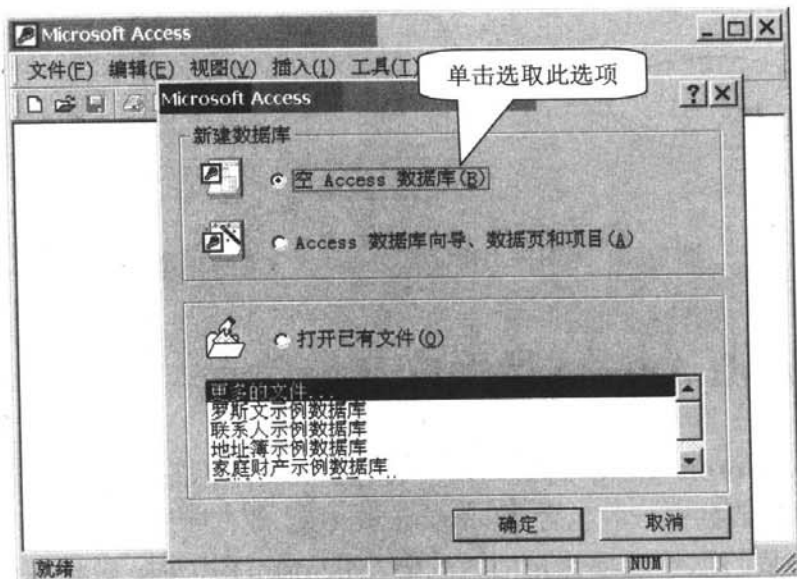 Microsoft Access
文件(F) 编辑(E) 视图(V) 插入(I) 工具(T)
单击选取此选项
Microsoft Access
新建数据库
空 Access 数据库(B)
Access 数据库向导、数据页和项目(A)
打开已有文件(O)
更多的文件...
罗斯文示例数据库
联系人示例数据库
地址簿示例数据库
家庭财产示例数据库
确定 取消
就绪 NUM